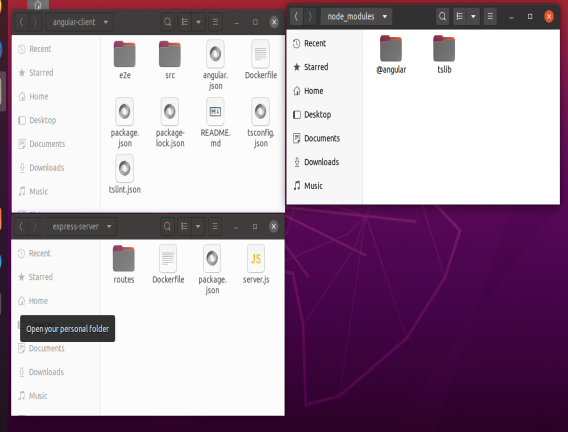 angular-client
Recent
Starred
Home
Desktop
Documents
Downloads
Music
e2e
src
angular.
json
Dockerfile
package.
json
package-
lock.json
README.
md
tsconfig.
json
tslint.json
node_modules
Recent
Starred
Home
Desktop
Documents
Downloads
Music
@angular
tslib
express-server
Recent
Starred
Home
Open your personal folder
Documents
Downloads
Music
routes
Dockerfile
package.
json
JS
server.js